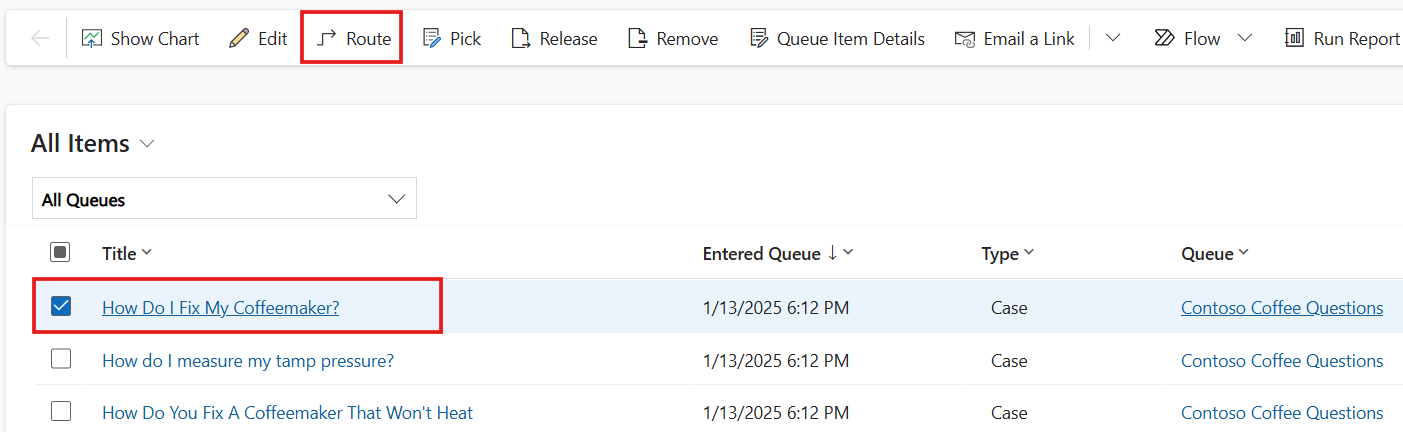 Show Chart Edit Route Pick Release Remove Queue Item Details Email a Link Flow Run Report
All Items
All Queues
Title Entered Queue Type Queue
How Do I Fix My Coffeemaker? 1/13/2025 6:12 PM Case Contoso Coffee Questions
How do I measure my tamp pressure? 1/13/2025 6:12 PM Case Contoso Coffee Questions
How Do You Fix A Coffeemaker That Won't Heat 1/13/2025 6:12 PM Case Contoso Coffee Questions